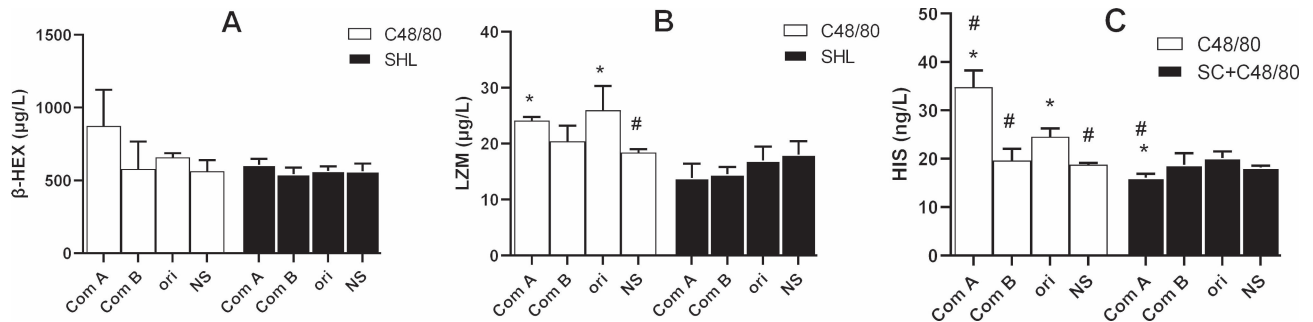 A
C48/80
SHL
β-HEX (μg/L)
1500
1000
500
0
Com A
Com B
ori
NS
Com A
Com B
ori
NS
B
C48/80
SHL
LZM (μg/L)
40
30
20
10
0
*
*
#
Com A
Com B
ori
NS
Com A
Com B
ori
NS
C
C48/80
SC+C48/80
HIS (ng/L)
50
40
30
20
10
0
#
*
#
*
#
#
*
Com A
Com B
ori
NS
Com A
Com B
ori
NS